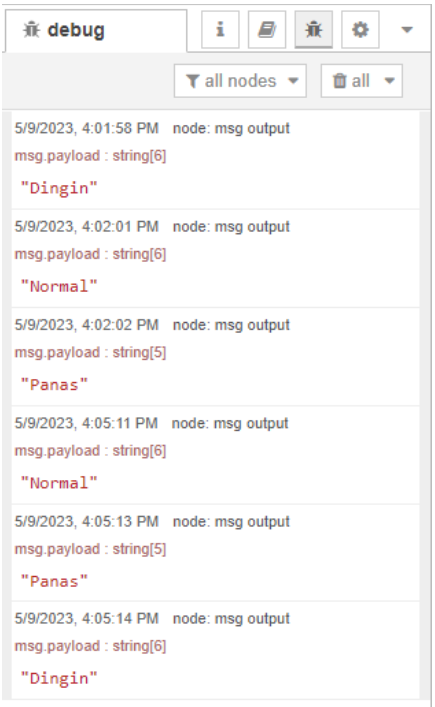 debug
i
all nodes
all
5/9/2023, 4:01:58 PM node: msg output
msg.payload : string[6]
"Dingin"
5/9/2023, 4:02:01 PM node: msg output
msg.payload : string[6]
"Normal"
5/9/2023, 4:02:02 PM node: msg output
msg.payload : string[5]
"Panas"
5/9/2023, 4:05:11 PM node: msg output
msg.payload : string[6]
"Normal"
5/9/2023, 4:05:13 PM node: msg output
msg.payload : string[5]
"Panas"
5/9/2023, 4:05:14 PM node: msg output
msg.payload : string[6]
"Dingin"